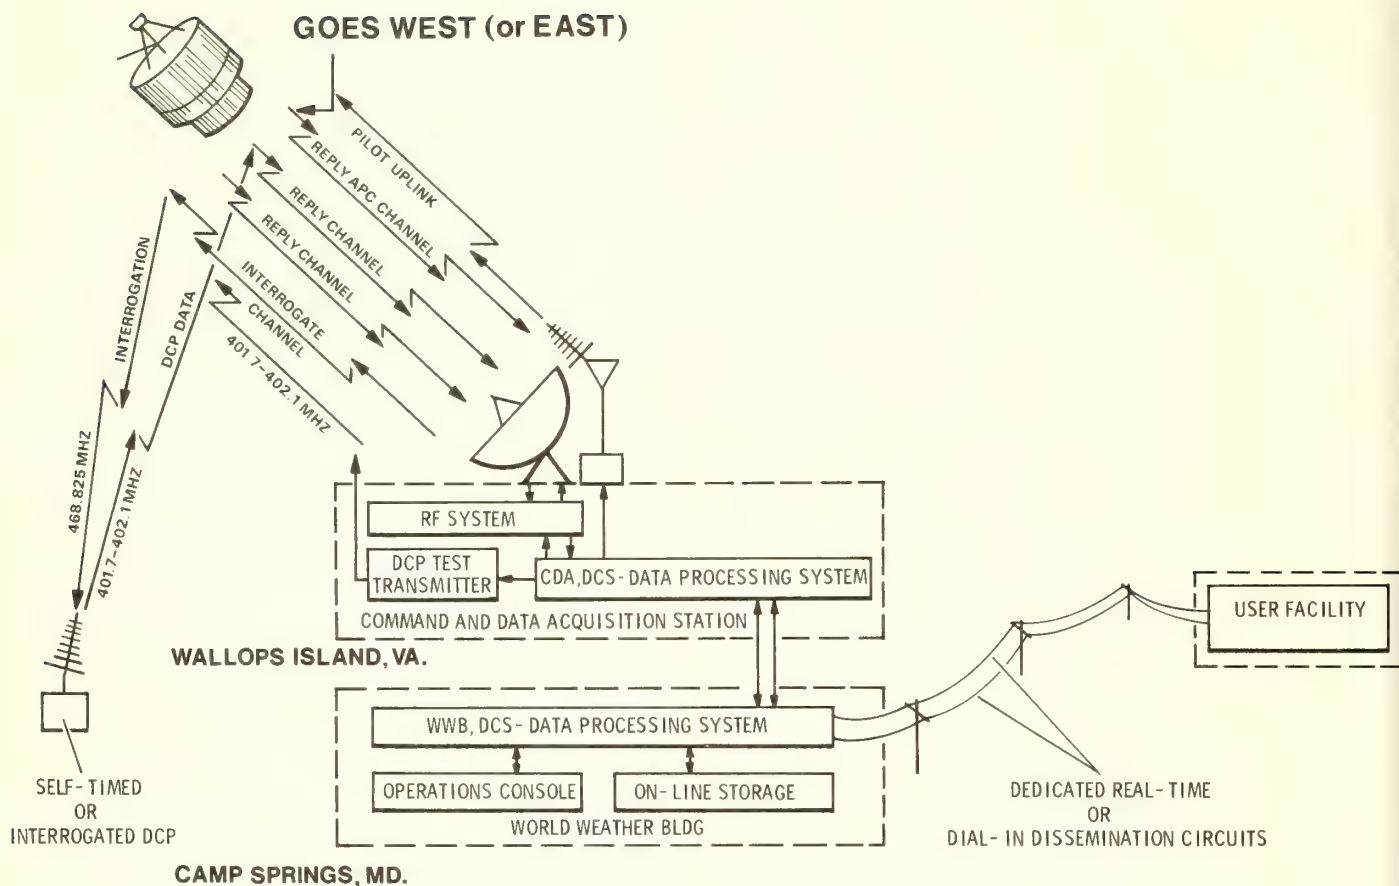 GOES WEST (or EAST)
PILOT UPLINK
REPLY APC CHANNEL
REPLY CHANNEL
REPLY CHANNEL
INTERROGATE
CHANNEL
401.7-402.1 MHZ
INTERROGATION
DCP DATA
468.825 MHZ
401.7-402.1 MHZ
SELF-TIMED
OR
INTERROGATED DCP
RF SYSTEM
DCP TEST
TRANSMITTER
CDA, DCS-DATA PROCESSING SYSTEM
COMMAND AND DATA ACQUISITION STATION
WALLOPS ISLAND, VA.
WWB, DCS-DATA PROCESSING SYSTEM
OPERATIONS CONSOLE
ON-LINE STORAGE
WORLD WEATHER BLDG
CAMP SPRINGS, MD.
USER FACILITY
DEDICATED REAL-TIME
OR
DIAL-IN DISSEMINATION CIRCUITS